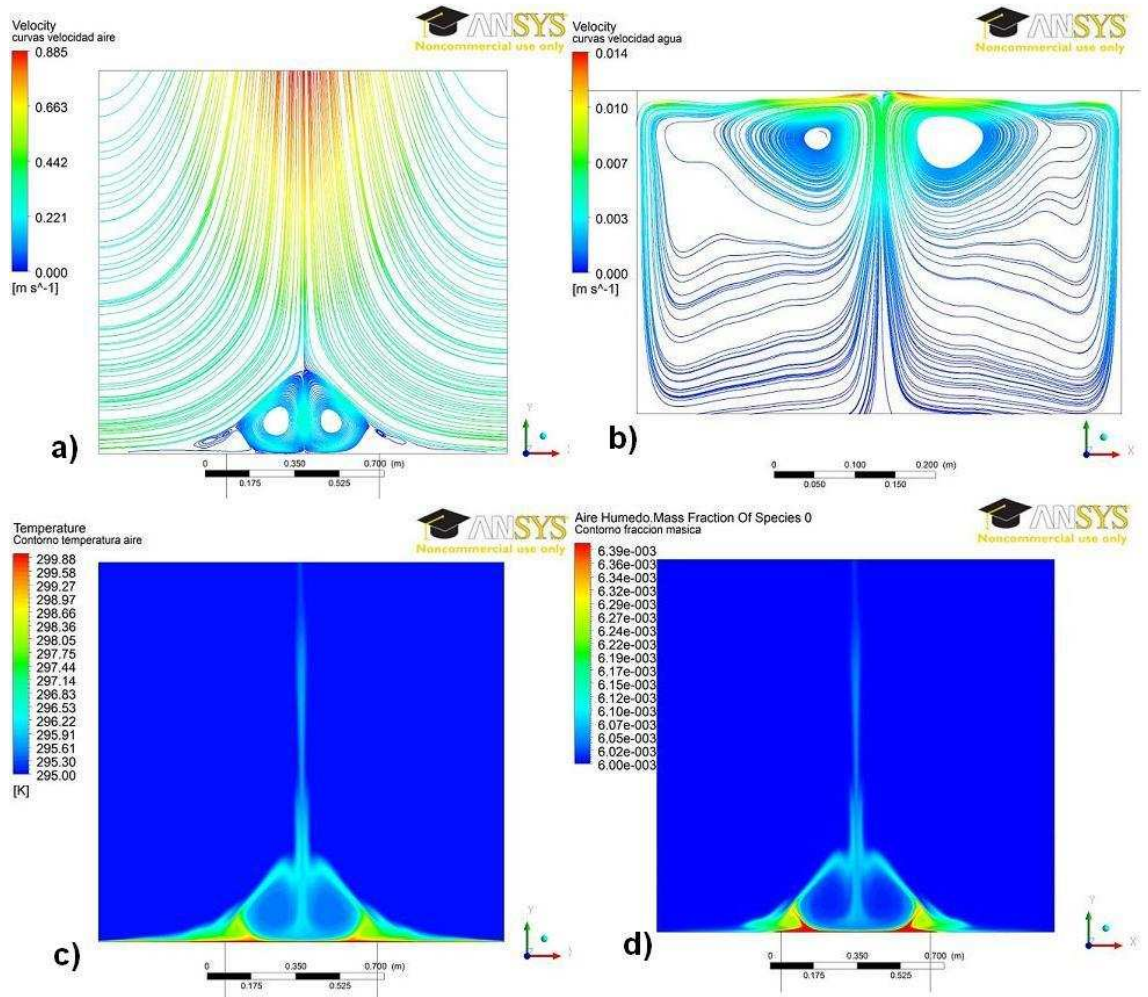 Velocity
curvas velocidad aire
ANSYS
Noncommercial use only
0.885
0.663
0.442
0.221
0.000
[m s^-1]
Y
X
a)
0 0.350 0.700 (m)
0.175 0.525
Velocity
curvas velocidad agua
ANSYS
Noncommercial use only
0.014
0.010
0.007
0.003
0.000
[m s^-1]
Y
X
b)
0 0.100 0.200 (m)
0.050 0.150
Temperature
Contorno temperatura aire
ANSYS
Noncommercial use only
299.88
299.58
299.27
298.97
298.66
298.36
298.05
297.75
297.44
297.14
296.83
296.53
296.22
295.91
295.61
295.30
295.00
[K]
Y
X
c)
0 0.350 0.700 (m)
0.175 0.525
Aire Humedo.Mass Fraction Of Species 0
Contorno fraccion masica
ANSYS
Noncommercial use only
6.39e-003
6.36e-003
6.34e-003
6.32e-003
6.29e-003
6.27e-003
6.24e-003
6.22e-003
6.19e-003
6.17e-003
6.15e-003
6.12e-003
6.10e-003
6.07e-003
6.05e-003
6.02e-003
6.00e-003
Y
X
d)
0 0.350 0.700 (m)
0.175 0.525